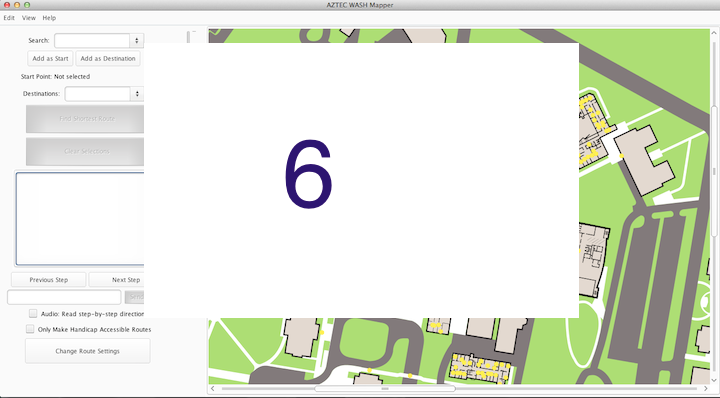 AZTEC WASH Mapper
Edit View Help
Search:
Add as Start Add as Destination
Start Point: Not selected
Destinations:
Find Shortest Route
Clear Selections
6
Previous Step Next Step
Audio: Read step-by-step direction
Only Make Handicap Accessible Routes
Change Route Settings